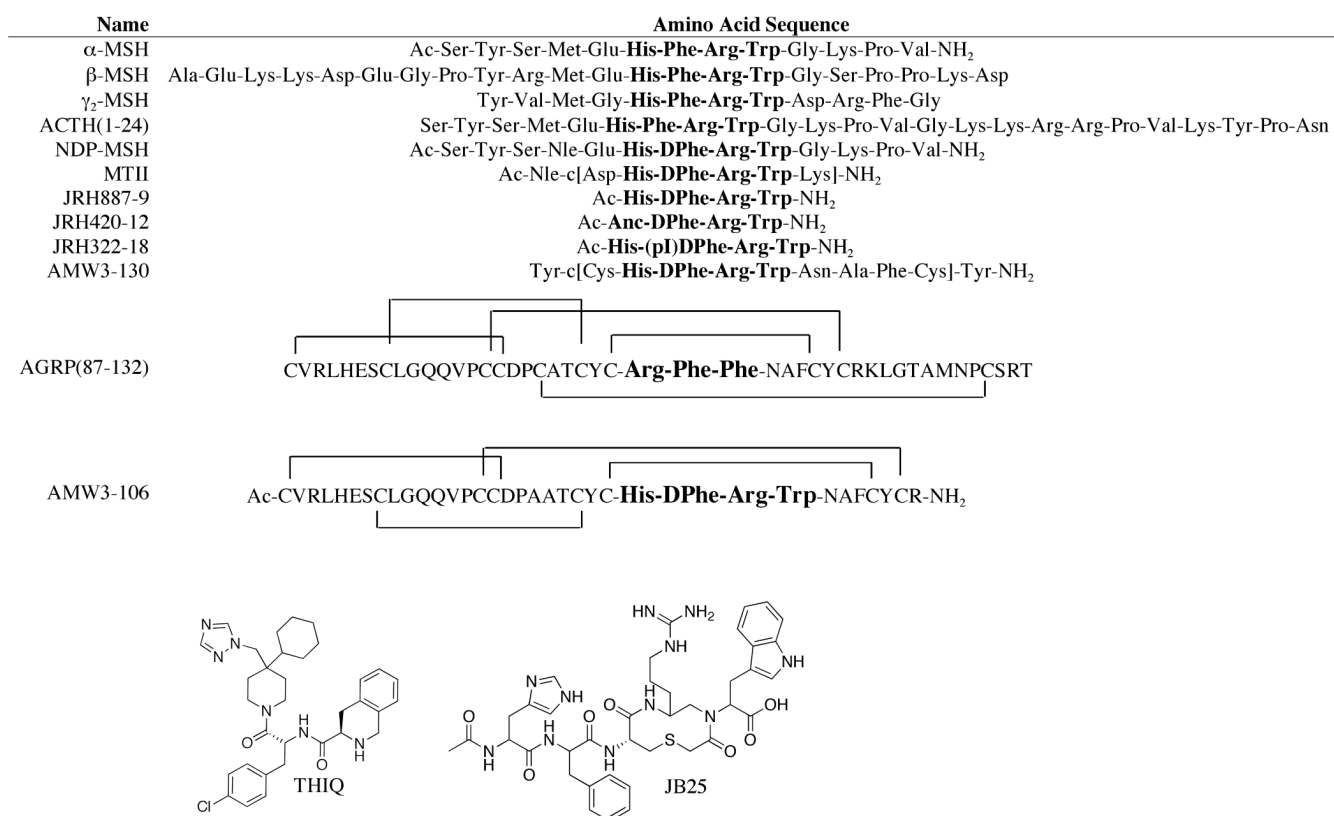 Name Amino Acid Sequence
α-MSH Ac-Ser-Tyr-Ser-Met-Glu-His-Phe-Arg-Trp-Gly-Lys-Pro-Val-NH₂
β-MSH Ala-Glu-Lys-Lys-Asp-Glu-Gly-Pro-Tyr-Arg-Met-Glu-His-Phe-Arg-Trp-Gly-Ser-Pro-Pro-Lys-Asp
γ₂-MSH Tyr-Val-Met-Gly-His-Phe-Arg-Trp-Asp-Arg-Phe-Gly
ACTH(1-24) Ser-Tyr-Ser-Met-Glu-His-Phe-Arg-Trp-Gly-Lys-Pro-Val-Gly-Lys-Lys-Arg-Arg-Pro-Val-Lys-Tyr-Pro-Asn
NDP-MSH Ac-Ser-Tyr-Ser-Nle-Glu-His-DPhe-Arg-Trp-Gly-Lys-Pro-Val-NH₂
MTII Ac-Nle-c[Asp-His-DPhe-Arg-Trp-Lys]-NH₂
JRH887-9 Ac-His-DPhe-Arg-Trp-NH₂
JRH420-12 Ac-Anc-DPhe-Arg-Trp-NH₂
JRH322-18 Ac-His-(pI)DPhe-Arg-Trp-NH₂
AMW3-130 Tyr-c[Cys-His-DPhe-Arg-Trp-Asn-Ala-Phe-Cys]-Tyr-NH₂
AGRP(87-132) CVRLHESCLGQQVPCCDPCATCYC-Arg-Phe-Phe-NAFCYCRKLGTAMNPCSRT
AMW3-106 Ac-CVRLHESCLGQQVPCCDPAATCYC-His-DPhe-Arg-Trp-NAFCYCR-NH₂
HN NH₂
NH
N
N
N
N
NH
NH
H
N
O
N
OH
O
O
H
N
O
O
N
H
N
H
O
N
H
S
O
O
O
H
N
NH
O
Cl
THIQ
JB25